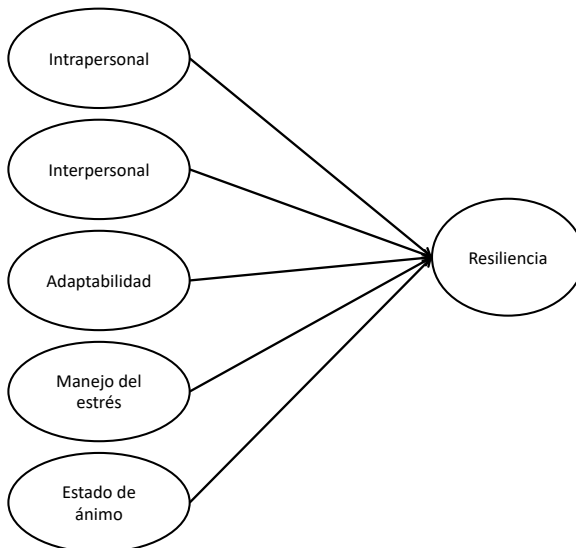 Intrapersonal
Interpersonal
Adaptabilidad
Manejo del
estrés
Estado de
ánimo
Resiliencia